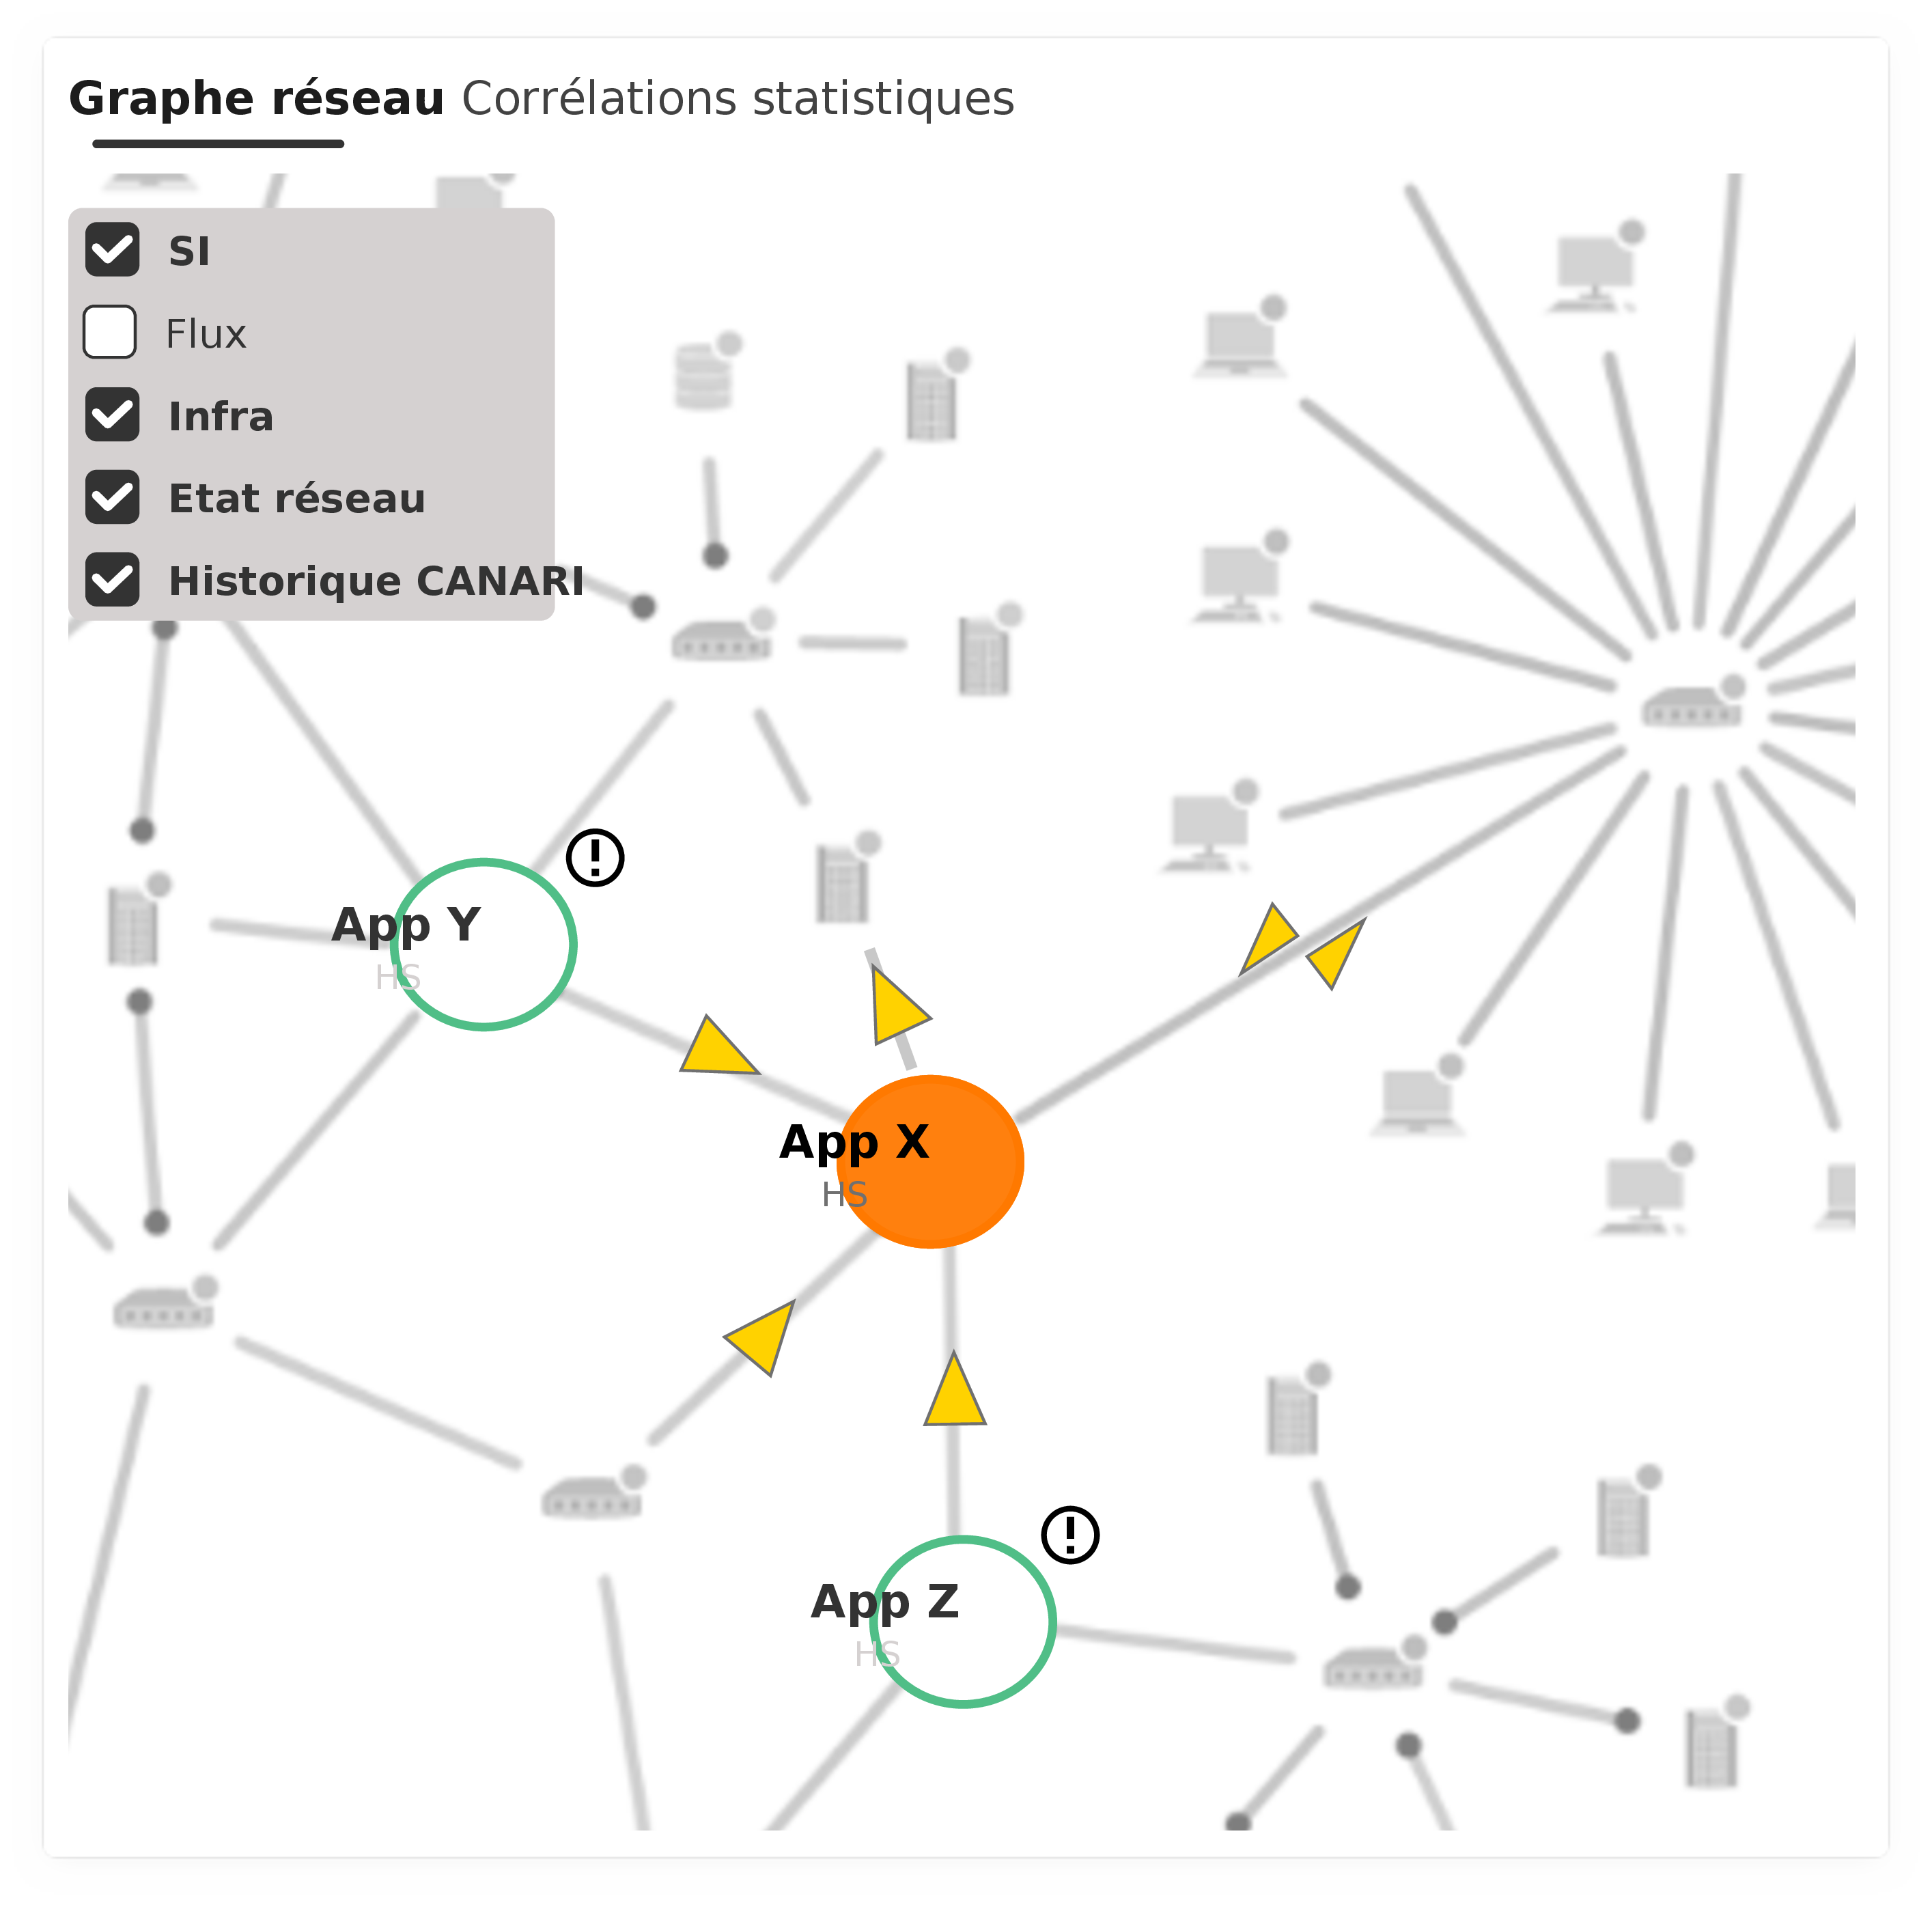 Graphe réseau Corrélations statistiques
SI
Flux
Infra
Etat réseau
Historique CANARI
App Y
HS
App X
HS
App Z
HS